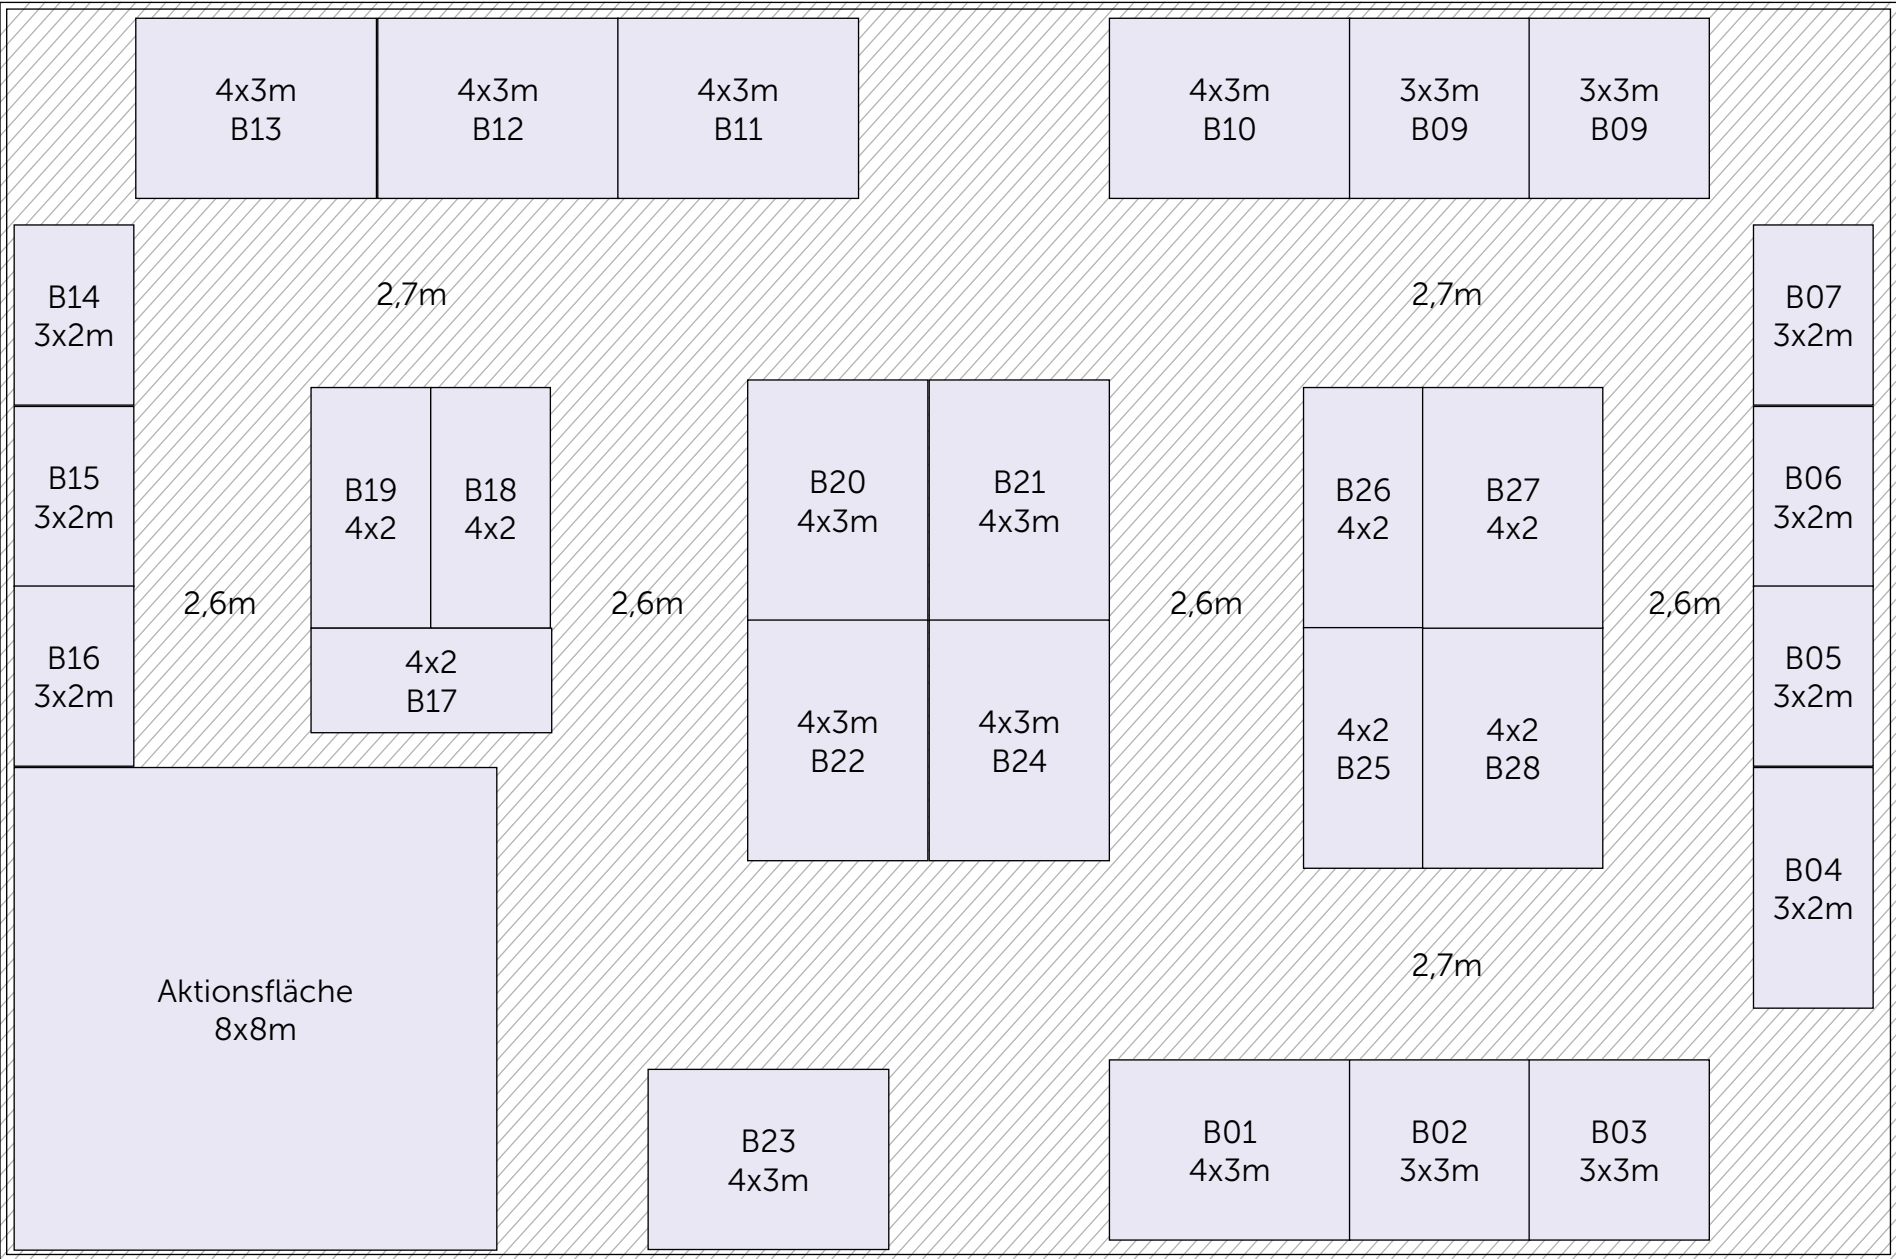 4x3m
B13
4x3m
B12
4x3m
B11
4x3m
B10
3x3m
B09
3x3m
B09
B14
3x2m
2,7m
2,7m
B07
3x2m
B15
3x2m
B19
4x2
B18
4x2
B20
4x3m
B21
4x3m
B26
4x2
B27
4x2
B06
3x2m
2,6m
2,6m
2,6m
2,6m
B16
3x2m
4x2
B17
4x3m
B22
4x3m
B24
4x2
B25
4x2
B28
B05
3x2m
B04
3x2m
Aktionsfläche
8x8m
2,7m
B23
4x3m
B01
4x3m
B02
3x3m
B03
3x3m